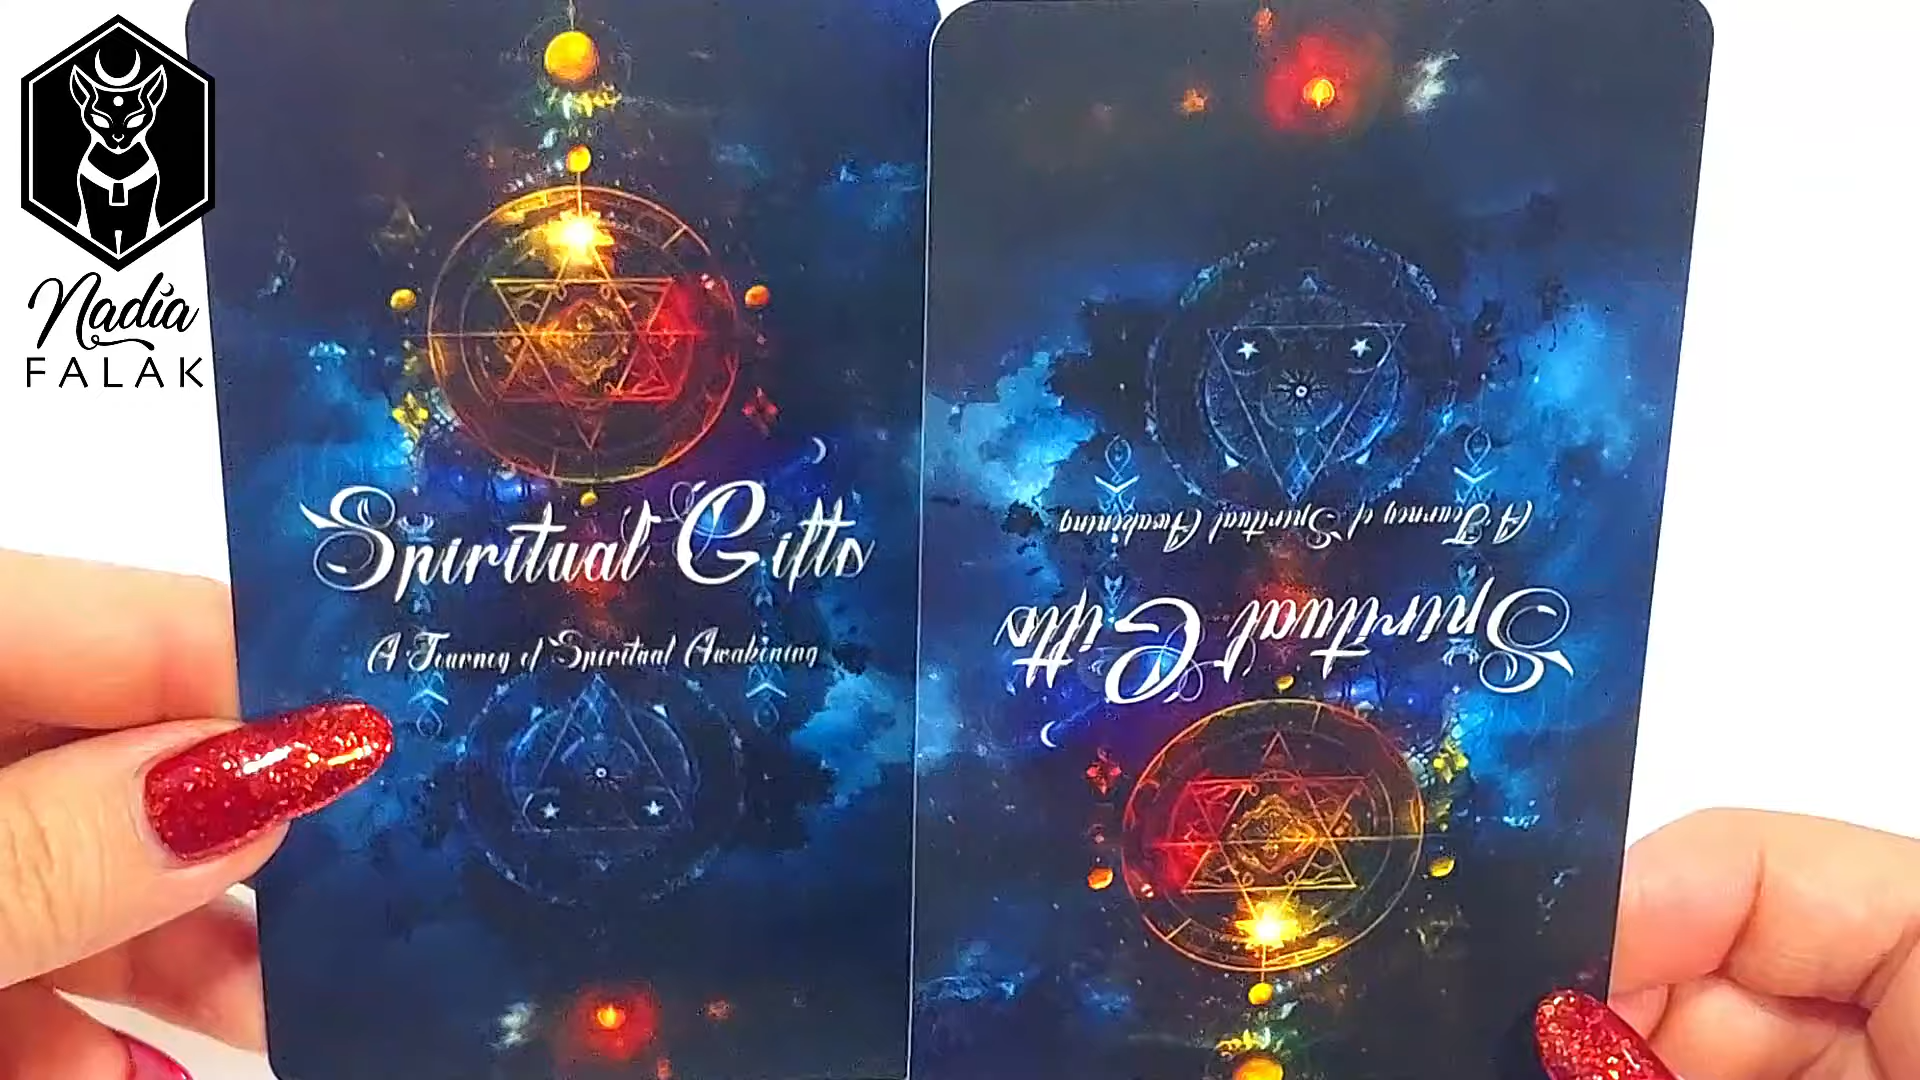 Nadia
FALAK
Spiritual Gifts
A Journey of Spiritual Awakening
A Journey of Spiritual Awakening
Spiritual Gifts